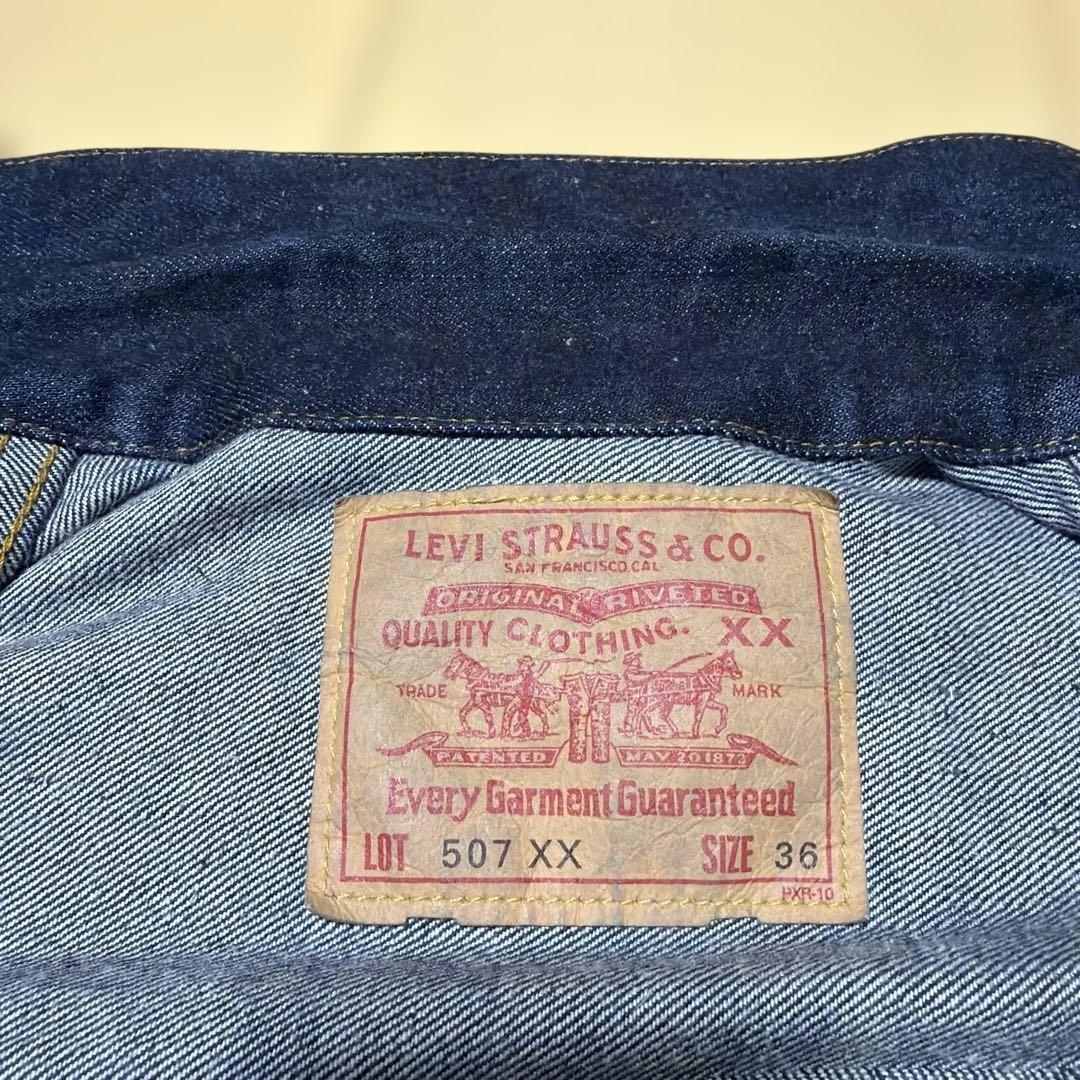 LEVI STRAUSS & CO.
SAN FRANCISCO CAL
ORIGINAL RIVETED
QUALITY CLOTHING. XX
TRADE MARK
PATENTED MAY 20 1873
Every Garment Guaranteed
LOT 507 XX SIZE 36
PXR-10